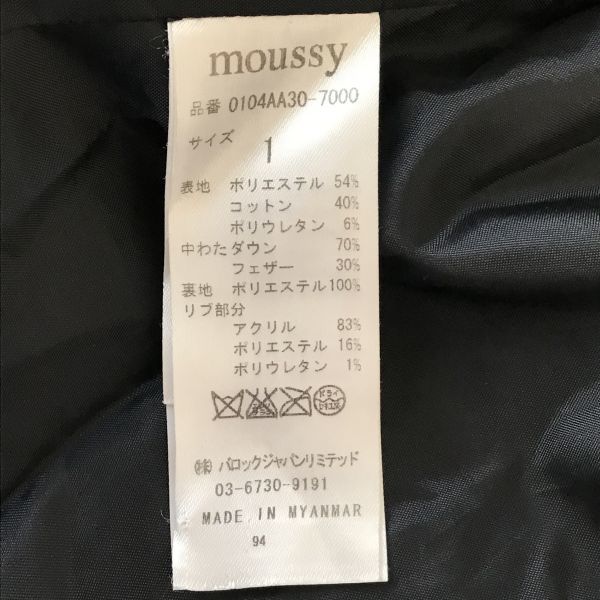 moussy
品番 0104AA30-7000
サイズ 1
表地 ポリエステル 54%
コットン 40%
ポリウレタン 6%
中わた ダウン 70%
フェザー 30%
裏地 ポリエステル 100%
リブ部分
アクリル 83%
ポリエステル 16%
ポリウレタン 1%
ドライ
㈱ バロックジャパンリミテッド
03-6730-9191
MADE IN MYANMAR
94